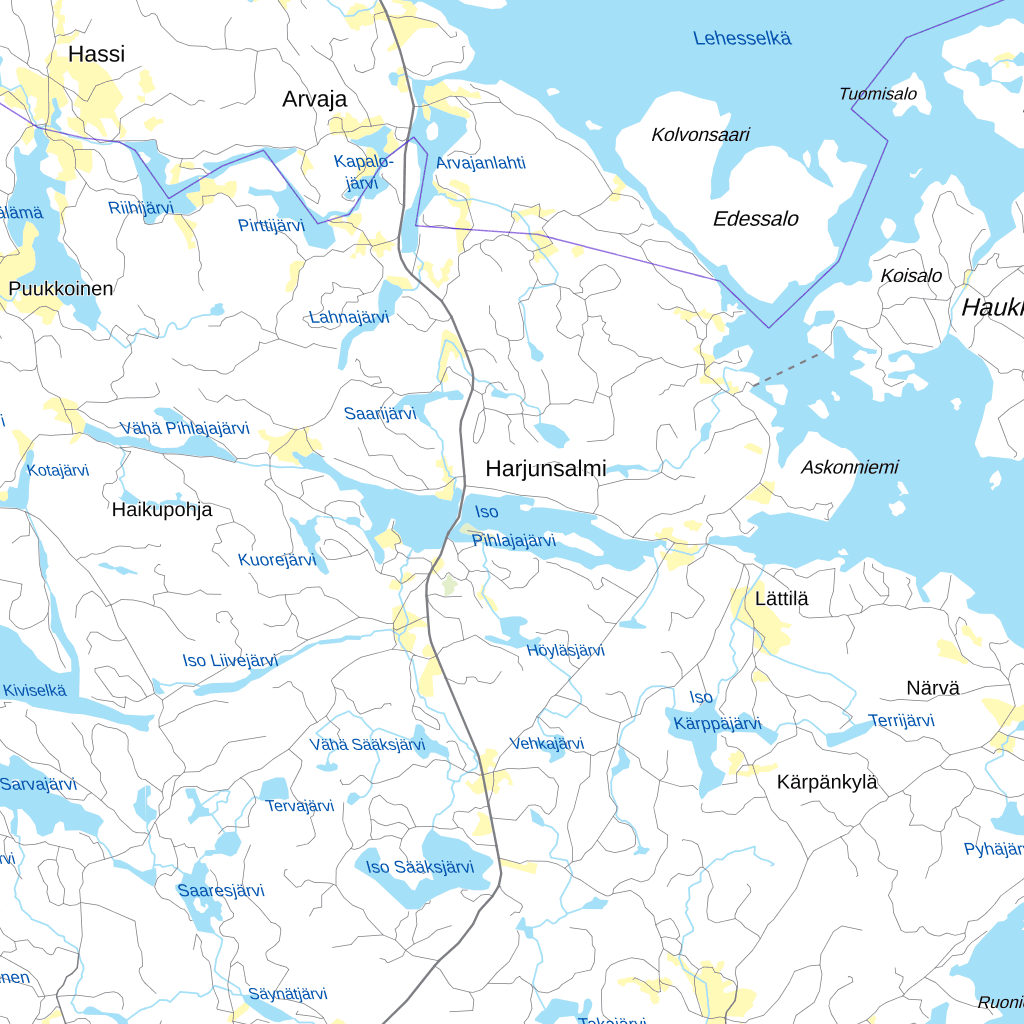 Lehesselkä
Hassi
Tuomisalo
Arvaja
Kolvonsaari
Kapalo-
järvi
Arvajanlahti
Riihijärvi
Pirttijärvi
Edessalo
Koisalo
Puukkoinen
Lahnajärvi
Saarijärvi
Vähä Pihlajajärvi
Kotajärvi
Harjunsalmi
Askonniemi
Haikupohja
Iso
Pihlajajärvi
Kuorejärvi
Lättilä
Höyläsjärvi
Iso Liivejärvi
Kiviselkä
Närvä
Iso
Kärppäjärvi
Terrijärvi
Vähä Sääksjärvi
Vehkajärvi
Sarvajärvi
Kärpänkylä
Tervajärvi
Iso Sääksjärvi
Saaresjärvi
Säynätjärvi